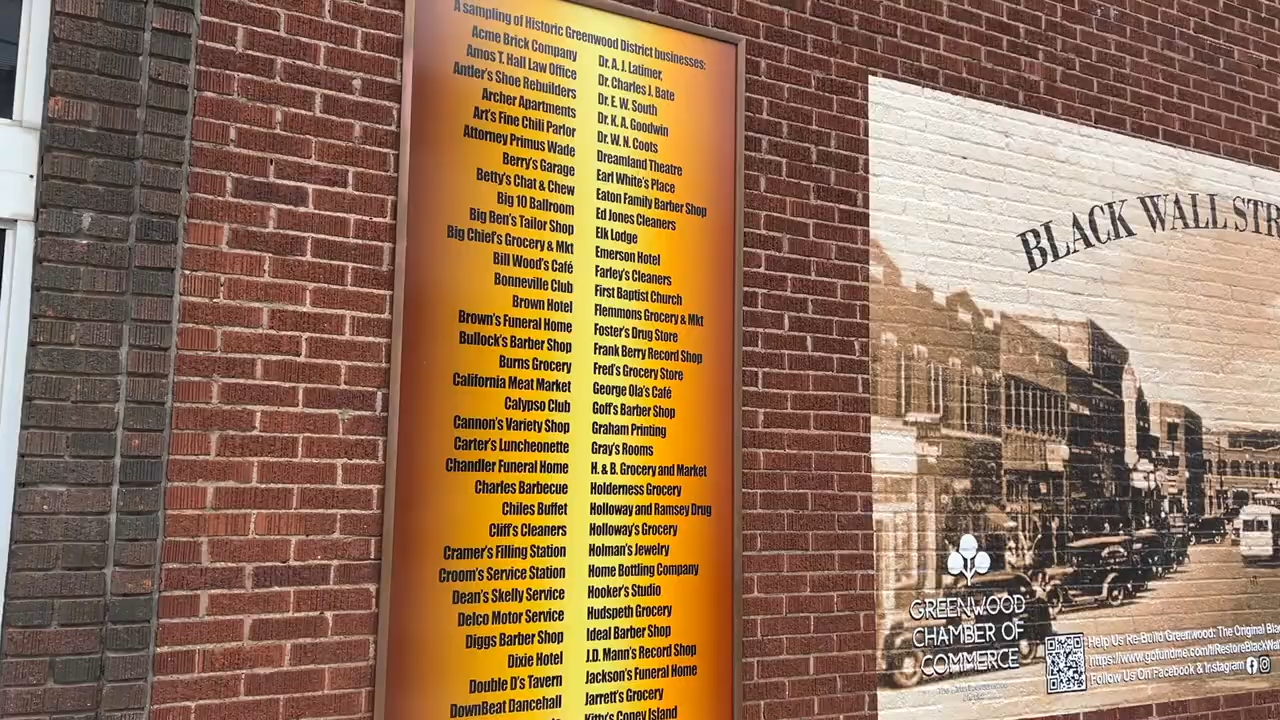 A sampling of Historic Greenwood District businesses:
Acme Brick Company
Amos T. Hall Law Office
Antler's Shoe Rebuilders
Archer Apartments
Art's Fine Chili Parlor
Attorney Primus Wade
Berry's Garage
Betty's Chat & Chew
Big 10 Ballroom
Big Ben's Tailor Shop
Big Chief's Grocery & Mkt
Bill Wood's Café
Bonneville Club
Brown Hotel
Brown's Funeral Home
Bullock's Barber Shop
Burns Grocery
California Meat Market
Calypso Club
Cannon's Variety Shop
Carter's Luncheonette
Chandler Funeral Home
Charles Barbecue
Chiles Buffet
Cliff's Cleaners
Cramer's Filling Station
Croom's Service Station
Dean's Skelly Service
Delco Motor Service
Diggs Barber Shop
Dixie Hotel
Double D's Tavern
DownBeat Dancehall
Dr. A. J. Latimer,
Dr. Charles J. Bate
Dr. E. W. South
Dr. K. A. Goodwin
Dr. W. N. Coots
Dreamland Theatre
Earl White's Place
Eaton Family Barber Shop
Ed Jones Cleaners
Elk Lodge
Emerson Hotel
Farley's Cleaners
First Baptist Church
Flemmons Grocery & Mkt
Foster's Drug Store
Frank Berry Record Shop
Fred's Grocery Store
George Ola's Café
Goff's Barber Shop
Graham Printing
Gray's Rooms
H. & B. Grocery and Market
Holderness Grocery
Holloway and Ramsey Drug
Holloway's Grocery
Holman's Jewelry
Home Bottling Company
Hooker's Studio
Hudspeth Grocery
Ideal Barber Shop
J.D. Mann's Record Shop
Jackson's Funeral Home
Jarrett's Grocery
Kitty's Coney Island
BLACK WALL STR
GREENWOOD
CHAMBER OF
COMMERCE
Help Us Re-Build Greenwood: The Original Bla
https://www.gofundme.com/f/RestoreBlackWal
Follow Us On Facebook & Instagram